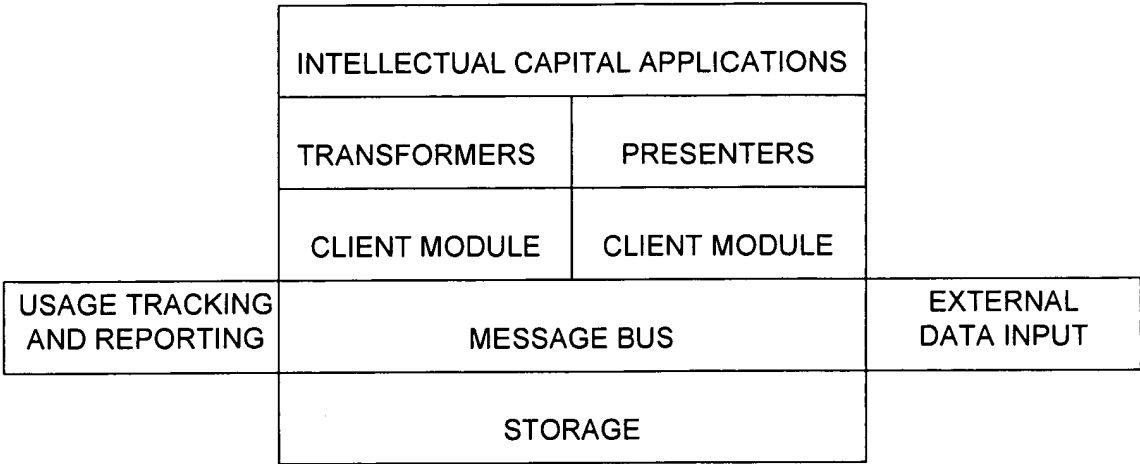 INTELLECTUAL CAPITAL APPLICATIONS
TRANSFORMERS
PRESENTERS
CLIENT MODULE
CLIENT MODULE
USAGE TRACKING
AND REPORTING
MESSAGE BUS
EXTERNAL
DATA INPUT
STORAGE